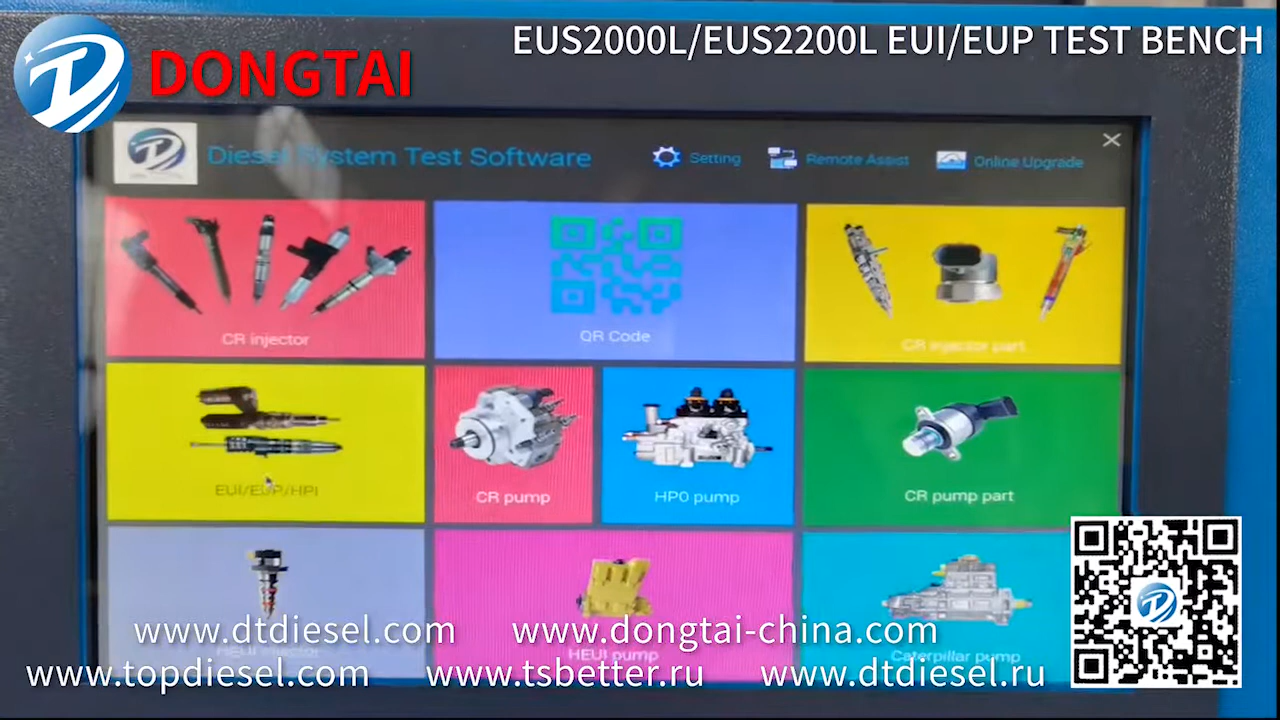 EUS2000L/EUS2200L EUI/EUP TEST BENCH
DONGTAI
Diesel System Test Software
Setting
Remote Assist
Online Upgrade
CR injector
QR Code
CR injector part
EUI/EUP/HPI
CR pump
HP0 pump
CR pump part
HEUI injector
HEUI pump
Caterpillar pump
www.dtdiesel.com www.dongtai-china.com
www.topdiesel.com www.tsbetter.ru www.dtdiesel.ru